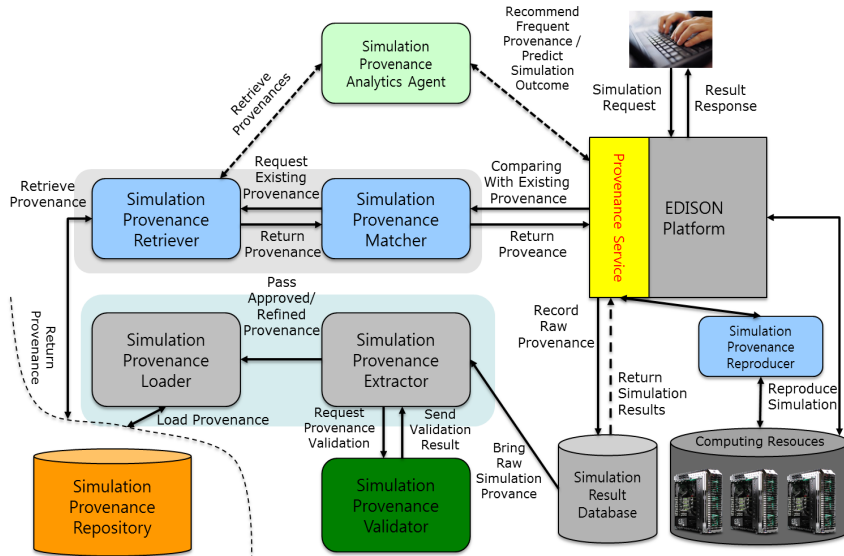 Simulation
Provenance
Analytics Agent
Recommend
Frequent
Provenance /
Predict
Simulation
Outcome
Retrieve
Provenances
Simulation
Request
Result
Response
Retrieve
Provenance
Simulation
Provenance
Retriever
Request
Existing
Provenance
Return
Provenance
Simulation
Provenance
Matcher
Comparing
With Existing
Provenance
Return
Proveance
Provenance Service
EDISON
Platform
Return
Provenance
Pass
Approved/
Refined
Provenance
Simulation
Provenance
Loader
Simulation
Provenance
Extractor
Record
Raw
Provenance
Simulation
Provenance
Reproducer
Return
Simulation
Results
Reproduce
Simulation
Load Provenance
Request
Provenance
Validation
Send
Validation
Result
Bring
Raw
Simulation
Provance
Simulation
Provenance
Repository
Simulation
Provenance
Validator
Simulation
Result
Database
Computing Resouces